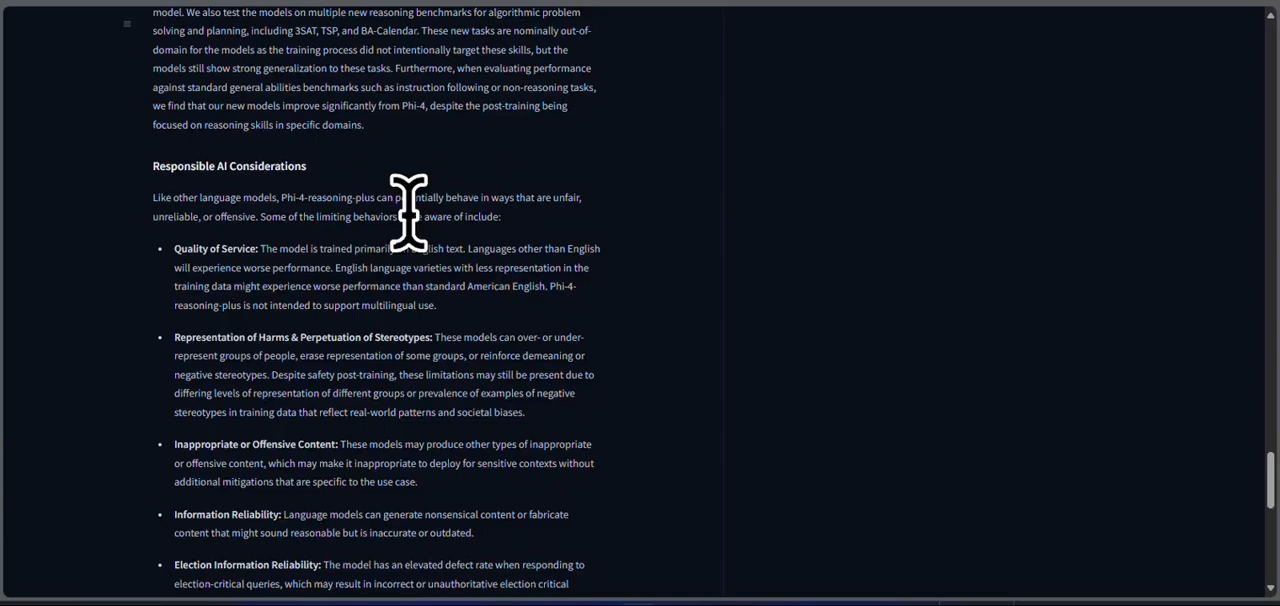 model. We also test the models on multiple new reasoning benchmarks for algorithmic problem
solving and planning, including 3SAT, TSP, and BA-Calendar. These new tasks are nominally out-of-
domain for the models as the training process did not intentionally target these skills, but the
models still show strong generalization to these tasks. Furthermore, when evaluating performance
against standard general abilities benchmarks such as instruction following or non-reasoning tasks,
we find that our new models improve significantly from Phi-4, despite the post-training being
focused on reasoning skills in specific domains.
Responsible AI Considerations
Like other language models, Phi-4-reasoning-plus can behave in ways that are unfair,
unreliable, or offensive. Some of the limiting behaviors aware of include:
• Quality of Service: The model is trained text. Languages other than English
will experience worse performance. English language varieties with less representation in the
training data might experience worse performance than standard American English. Phi-4-
reasoning-plus is not intended to support multilingual use.
• Representation of Harms & Perpetuation of Stereotypes: These models can over- or under-
represent groups of people, erase representation of some groups, or reinforce demeaning or
negative stereotypes. Despite safety post-training, these limitations may still be present due to
differing levels of representation of different groups or prevalence of examples of negative
stereotypes in training data that reflect real-world patterns and societal biases.
• Inappropriate or Offensive Content: These models may produce other types of inappropriate
or offensive content, which may make it inappropriate to deploy for sensitive contexts without
additional mitigations that are specific to the use case.
• Information Reliability: Language models can generate nonsensical content or fabricate
content that might sound reasonable but is inaccurate or outdated.
• Election Information Reliability: The model has an elevated defect rate when responding to
election-critical queries, which may result in incorrect or unauthoritative election critical